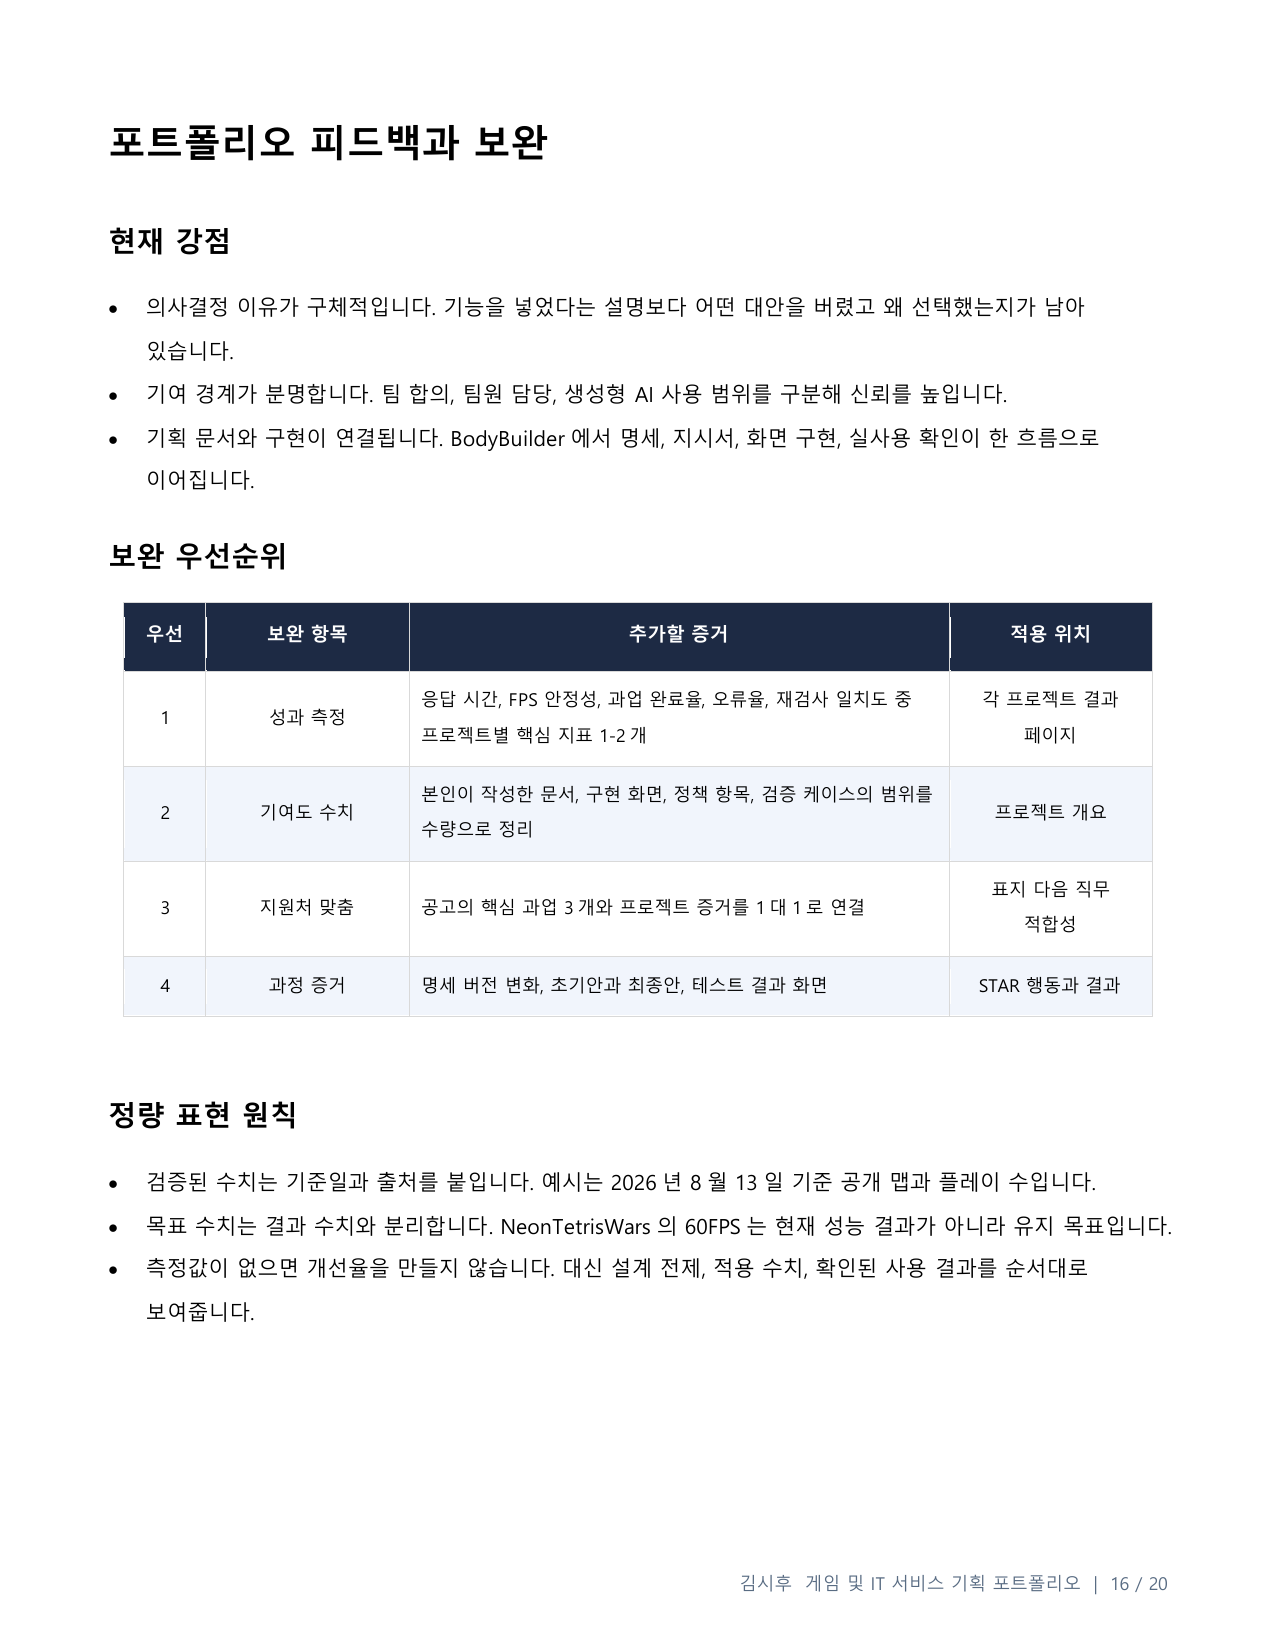 포트폴리오 피드백과 보완
현재 강점
• 의사결정 이유가 구체적입니다. 기능을 넣었다는 설명보다 어떤 대안을 버렸고 왜 선택했는지가 남아
있습니다.
• 기여 경계가 분명합니다. 팀 합의, 팀원 담당, 생성형 AI 사용 범위를 구분해 신뢰를 높입니다.
• 기획 문서와 구현이 연결됩니다. BodyBuilder 에서 명세, 지시서, 화면 구현, 실사용 확인이 한 흐름으로
이어집니다.
보완 우선순위
우선 보완 항목 추가할 증거 적용 위치
1 성과 측정 응답 시간, FPS 안정성, 과업 완료율, 오류율, 재검사 일치도 중 각 프로젝트 결과
프로젝트별 핵심 지표 1-2 개 페이지
2 기여도 수치 본인이 작성한 문서, 구현 화면, 정책 항목, 검증 케이스의 범위를 프로젝트 개요
수량으로 정리
3 지원처 맞춤 공고의 핵심 과업 3 개와 프로젝트 증거를 1 대 1 로 연결 표지 다음 직무
적합성
4 과정 증거 명세 버전 변화, 초기안과 최종안, 테스트 결과 화면 STAR 행동과 결과
정량 표현 원칙
• 검증된 수치는 기준일과 출처를 붙입니다. 예시는 2026 년 8 월 13 일 기준 공개 맵과 플레이 수입니다.
• 목표 수치는 결과 수치와 분리합니다. NeonTetrisWars 의 60FPS 는 현재 성능 결과가 아니라 유지 목표입니다.
• 측정값이 없으면 개선율을 만들지 않습니다. 대신 설계 전제, 적용 수치, 확인된 사용 결과를 순서대로
보여줍니다.
김시후 게임 및 IT 서비스 기획 포트폴리오 | 16 / 20